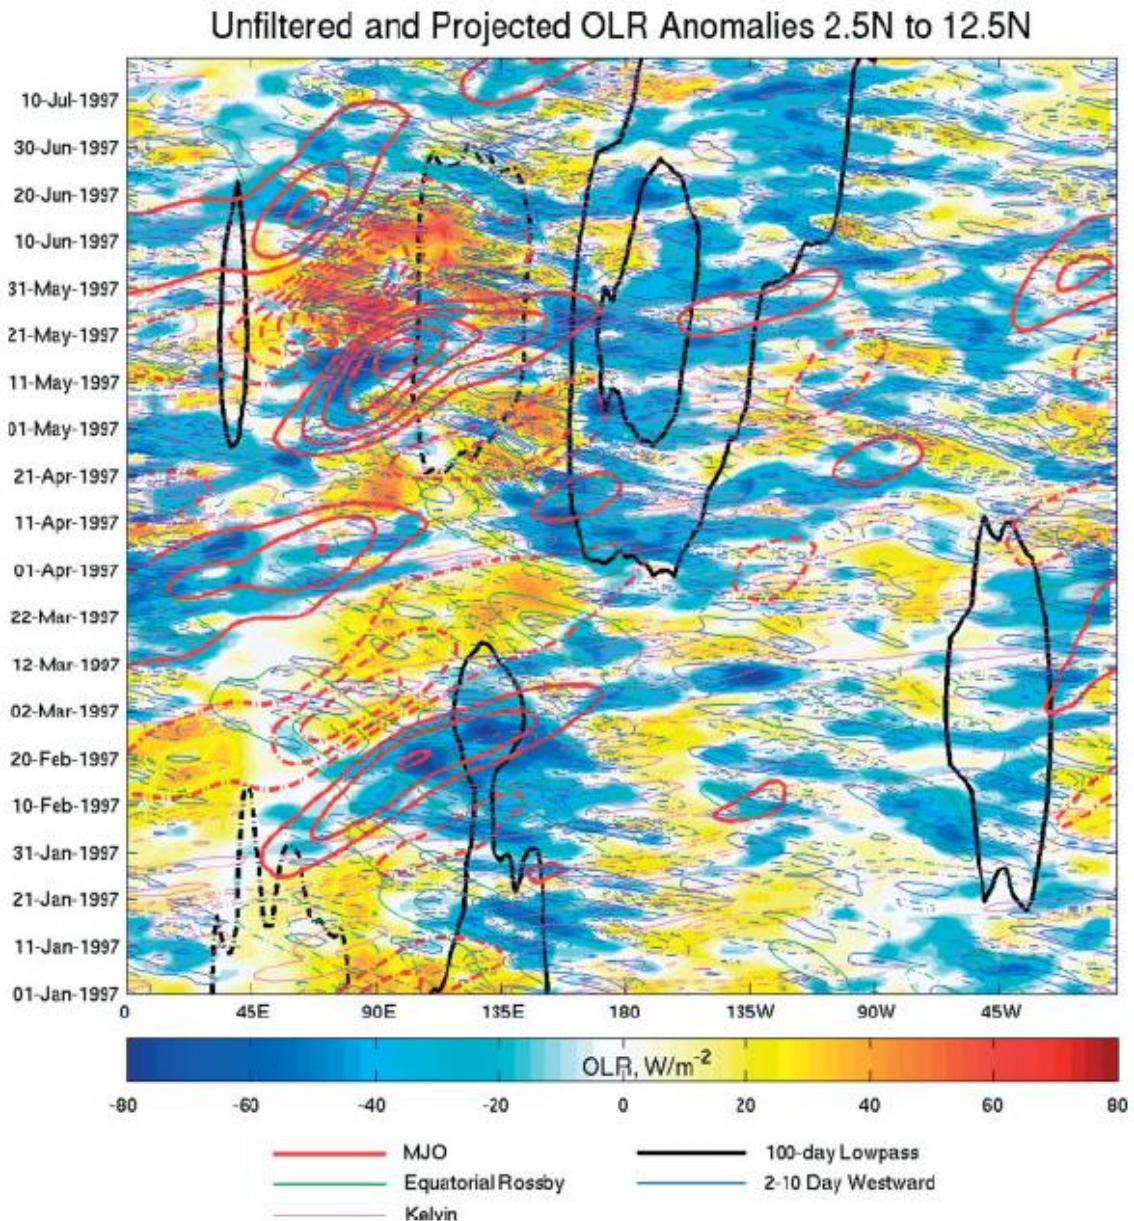 Unfiltered and Projected OLR Anomalies 2.5N to 12.5N
10-Jul-1997
30-Jun-1997
20-Jun-1997
10-Jun-1997
31-May-1997
21-May-1997
11-May-1997
01-May-1997
21-Apr-1997
11-Apr-1997
01-Apr-1997
22-Mar-1997
12-Mar-1997
02-Mar-1997
20-Feb-1997
10-Feb-1997
31-Jan-1997
21-Jan-1997
11-Jan-1997
01-Jan-1997
0 45E 90E 135E 180 135W 90W 45W
OLR, W/m⁻²
-80 -60 -40 -20 0 20 40 60 80
MJO 100-day Lowpass
Equatorial Rossby 2-10 Day Westward
Kelvin